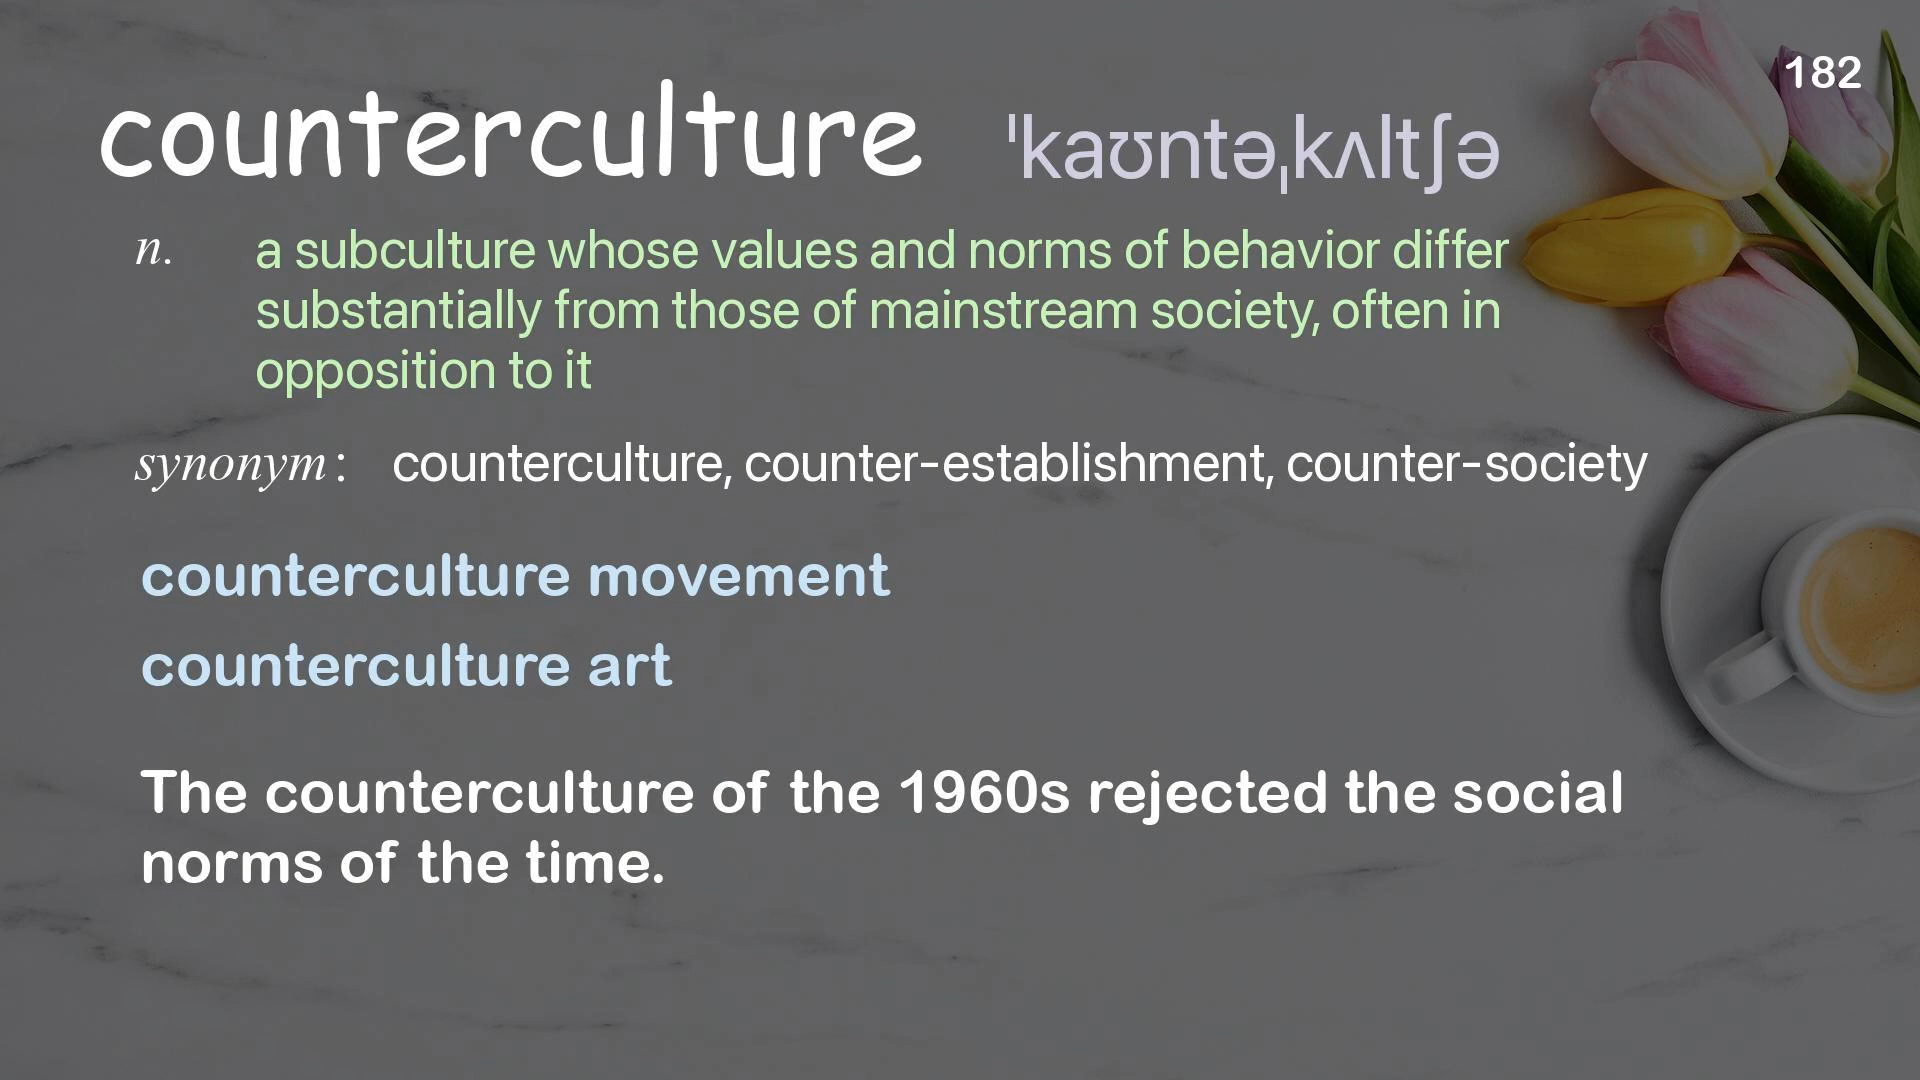 182
counterculture ˈkaʊntəˌkʌltʃə
n. a subculture whose values and norms of behavior differ
substantially from those of mainstream society, often in
opposition to it
synonym : counterculture, counter-establishment, counter-society
counterculture movement
counterculture art
The counterculture of the 1960s rejected the social
norms of the time.